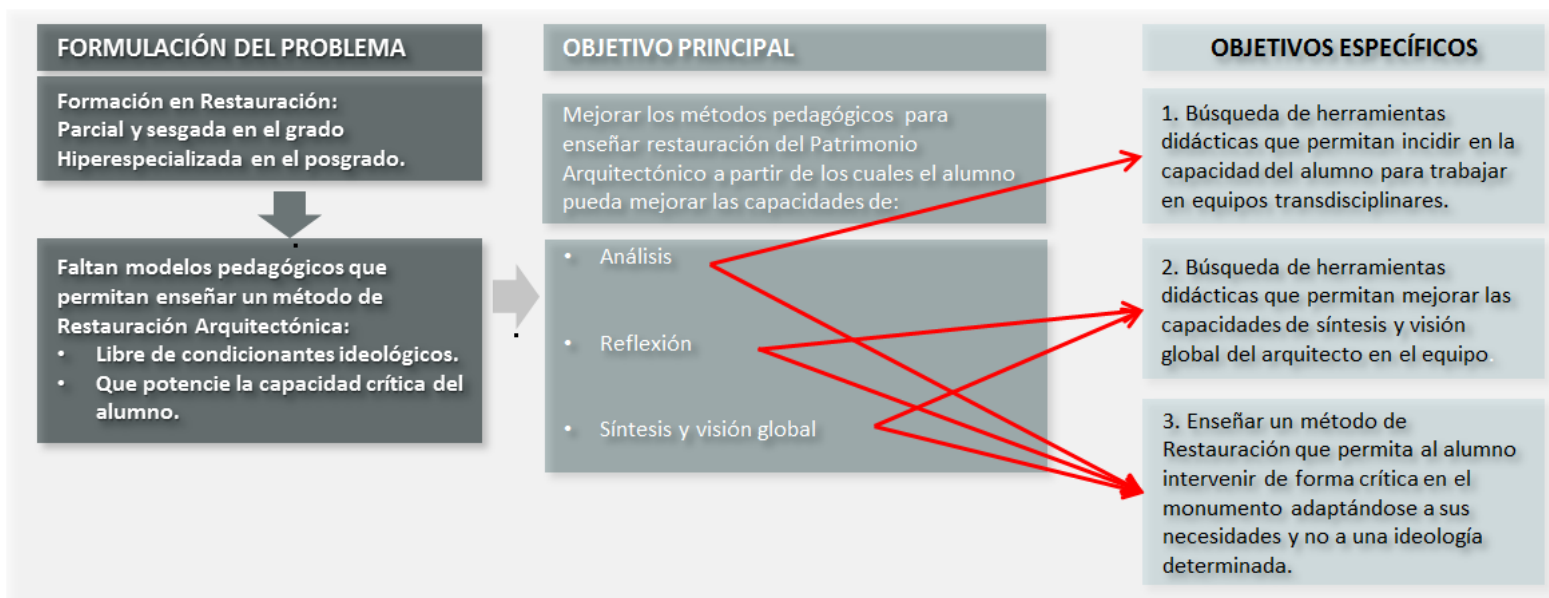 FORMULACIÓN DEL PROBLEMA
Formación en Restauración:
Parcial y sesgada en el grado
Hiperespecializada en el posgrado.
Faltan modelos pedagógicos que
permitan enseñar un método de
Restauración Arquitectónica:
• Libre de condicionantes ideológicos.
• Que potencie la capacidad crítica del
alumno.
OBJETIVO PRINCIPAL
Mejorar los métodos pedagógicos para
enseñar restauración del Patrimonio
Arquitectónico a partir de los cuales el alumno
pueda mejorar las capacidades de:
• Análisis
• Reflexión
• Síntesis y visión global
OBJETIVOS ESPECÍFICOS
1. Búsqueda de herramientas
didácticas que permitan incidir en la
capacidad del alumno para trabajar
en equipos transdisciplinares.
2. Búsqueda de herramientas
didácticas que permitan mejorar las
capacidades de síntesis y visión
global del arquitecto en el equipo.
3. Enseñar un método de
Restauración que permita al alumno
intervenir de forma crítica en el
monumento adaptándose a sus
necesidades y no a una ideología
determinada.